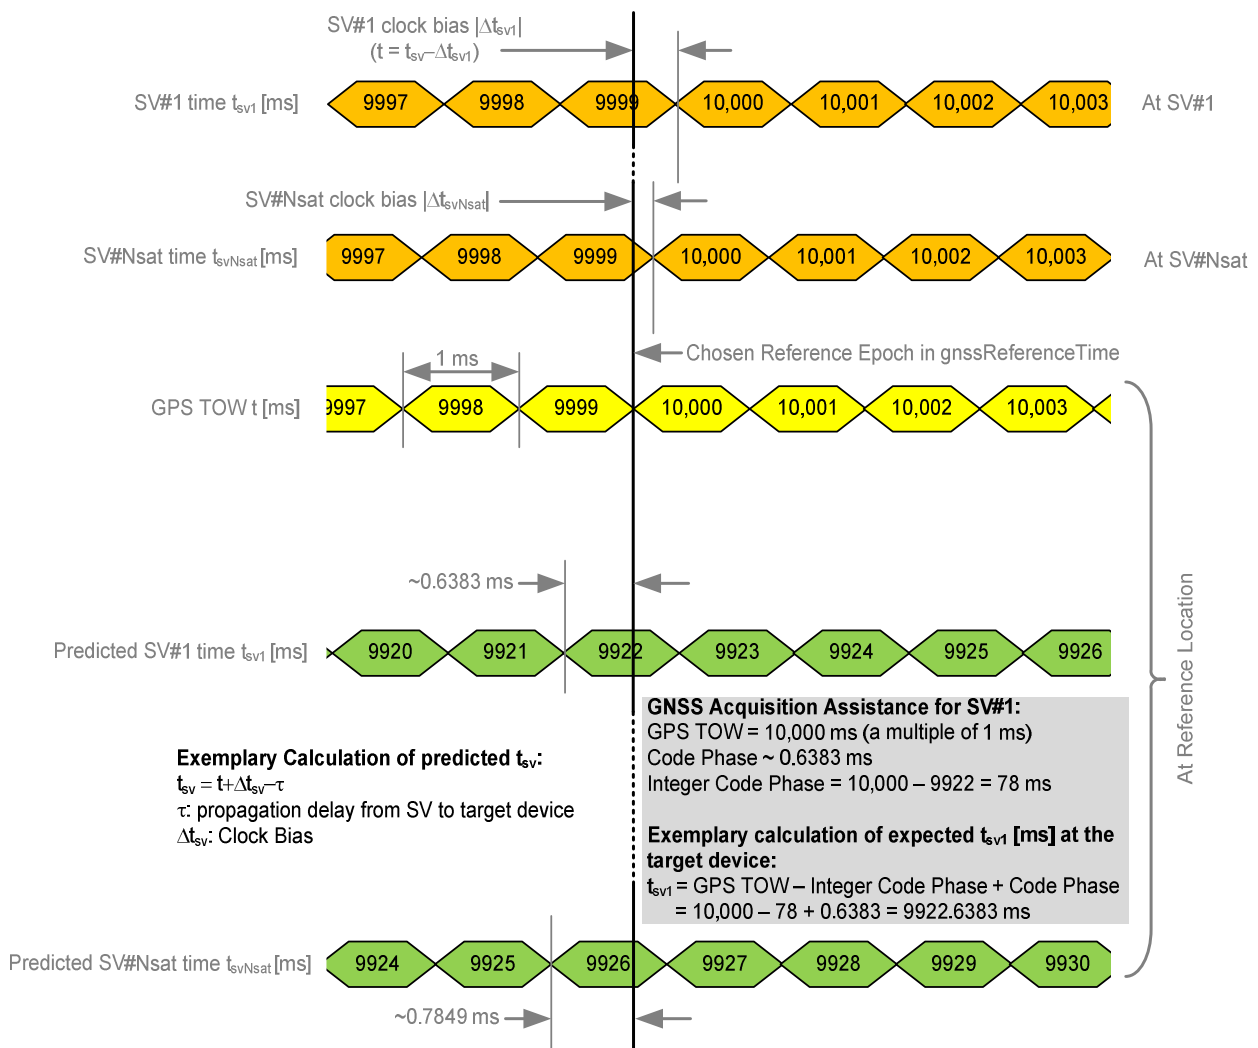 SV#1 clock bias |Δtsv1|
(t = tsv–Δtsv1)
SV#1 time tsv1 [ms] 9997 9998 9999 10,000 10,001 10,002 10,003 At SV#1
SV#Nsat clock bias |ΔtsvNsat|
SV#Nsat time tsvNsat [ms] 9997 9998 9999 10,000 10,001 10,002 10,003 At SV#Nsat
Chosen Reference Epoch in gnssReferenceTime
1 ms
GPS TOW t [ms] 9997 9998 9999 10,000 10,001 10,002 10,003
~0.6383 ms
Predicted SV#1 time tsv1 [ms] 9920 9921 9922 9923 9924 9925 9926
At Reference Location
GNSS Acquisition Assistance for SV#1:
GPS TOW = 10,000 ms (a multiple of 1 ms)
Code Phase ~ 0.6383 ms
Integer Code Phase = 10,000 – 9922 = 78 ms
Exemplary calculation of expected tsv1 [ms] at the
target device:
tsv1 = GPS TOW – Integer Code Phase + Code Phase
= 10,000 – 78 + 0.6383 = 9922.6383 ms
Exemplary Calculation of predicted tsv:
tsv = t+Δtsv–τ
τ: propagation delay from SV to target device
Δtsv: Clock Bias
Predicted SV#Nsat time tsvNsat [ms] 9924 9925 9926 9927 9928 9929 9930
~0.7849 ms